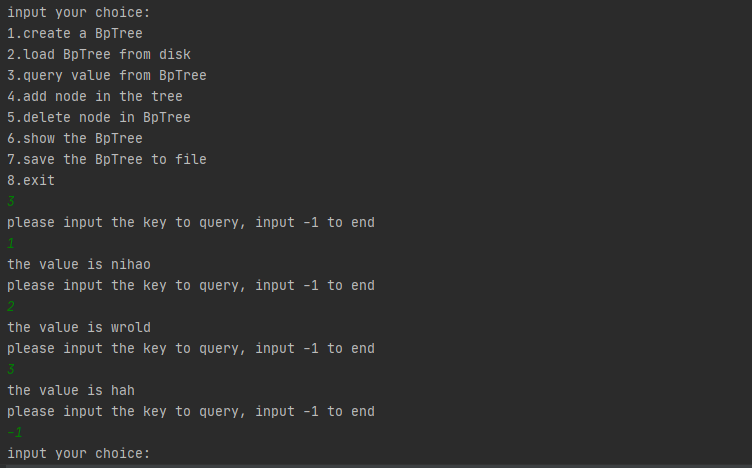 input your choice:
1.create a BpTree
2.load BpTree from disk
3.query value from BpTree
4.add node in the tree
5.delete node in BpTree
6.show the BpTree
7.save the BpTree to file
8.exit
3
please input the key to query, input -1 to end
1
the value is nihao
please input the key to query, input -1 to end
2
the value is wrold
please input the key to query, input -1 to end
3
the value is hah
please input the key to query, input -1 to end
-1
input your choice: